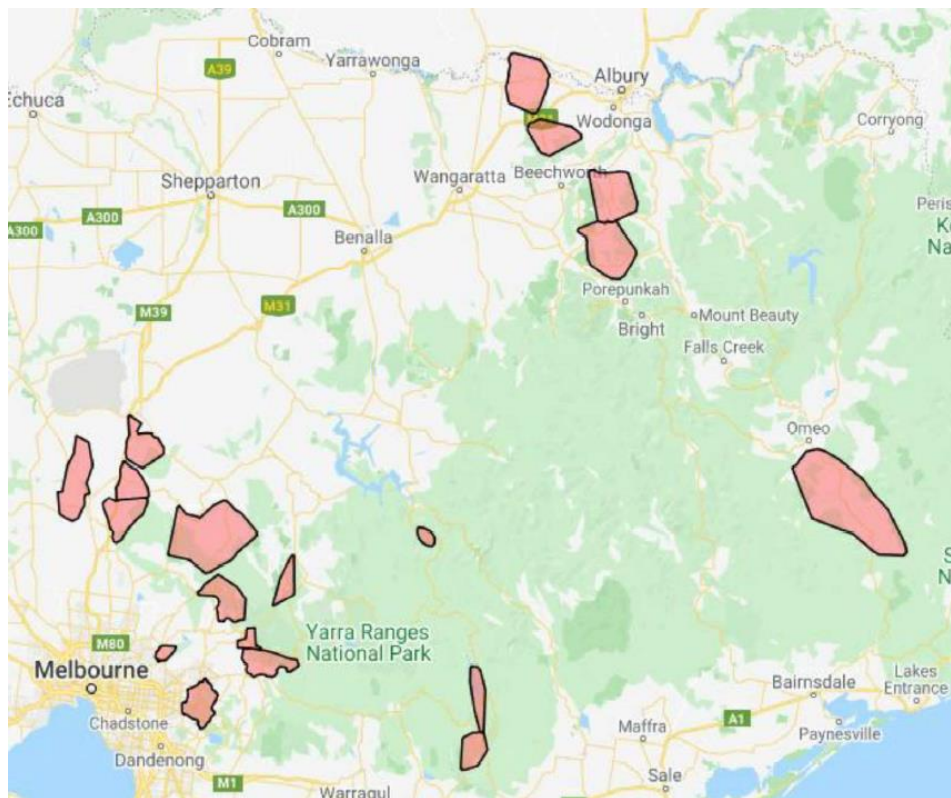 Cobram
A39
Yarrawonga
Albury
Echuca
Wodonga
Corryong
Wangaratta
Beechworth
Shepparton
A300
A300
A300
Benalla
Peris
K
Na
M31
M39
Porepunkah
Bright
Mount Beauty
Falls Creek
Omeo
S
N
Yarra Ranges
National Park
M80
Melbourne
Chadstone
Dandenong
M1
Warragul
Maffra
A1
Sale
Bairnsdale
Paynesville
Lakes
Entrance